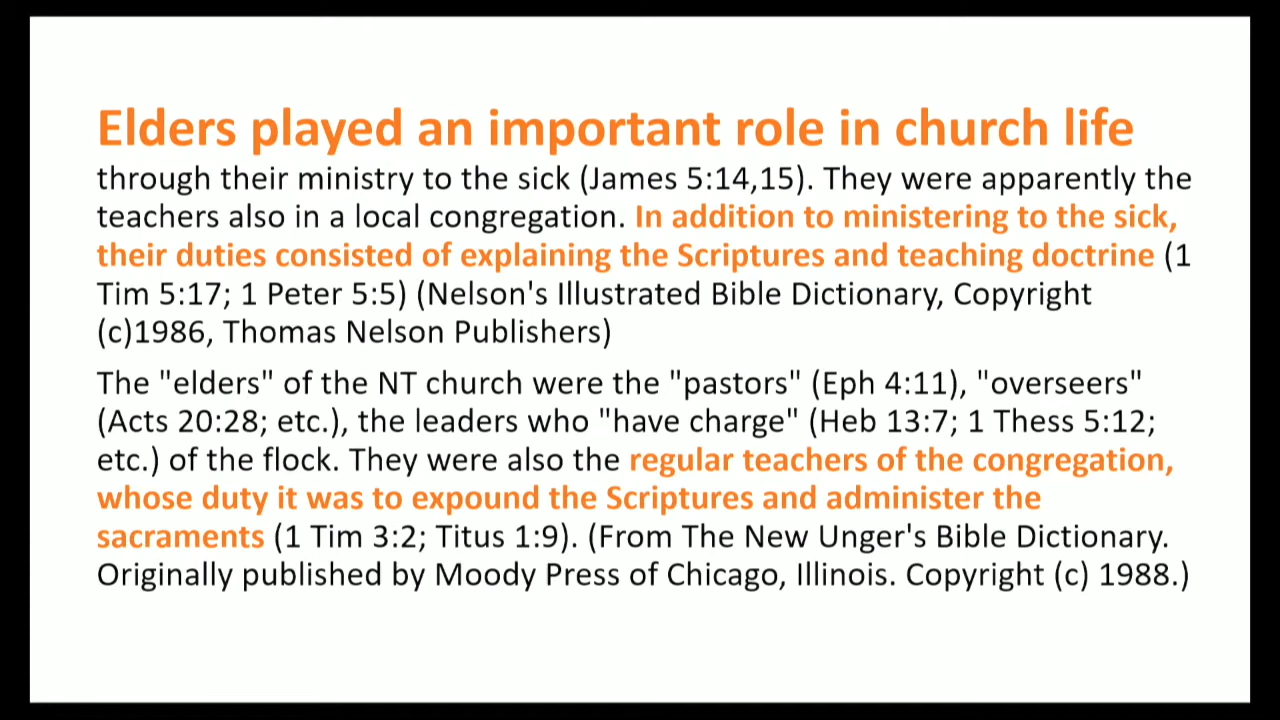 Elders played an important role in church life
through their ministry to the sick (James 5:14,15). They were apparently the
teachers also in a local congregation. In addition to ministering to the sick,
their duties consisted of explaining the Scriptures and teaching doctrine (1
Tim 5:17; 1 Peter 5:5) (Nelson's Illustrated Bible Dictionary, Copyright
(c)1986, Thomas Nelson Publishers)
The "elders" of the NT church were the "pastors" (Eph 4:11), "overseers"
(Acts 20:28; etc.), the leaders who "have charge" (Heb 13:7; 1 Thess 5:12;
etc.) of the flock. They were also the regular teachers of the congregation,
whose duty it was to expound the Scriptures and administer the
sacraments (1 Tim 3:2; Titus 1:9). (From The New Unger's Bible Dictionary.
Originally published by Moody Press of Chicago, Illinois. Copyright (c) 1988.)